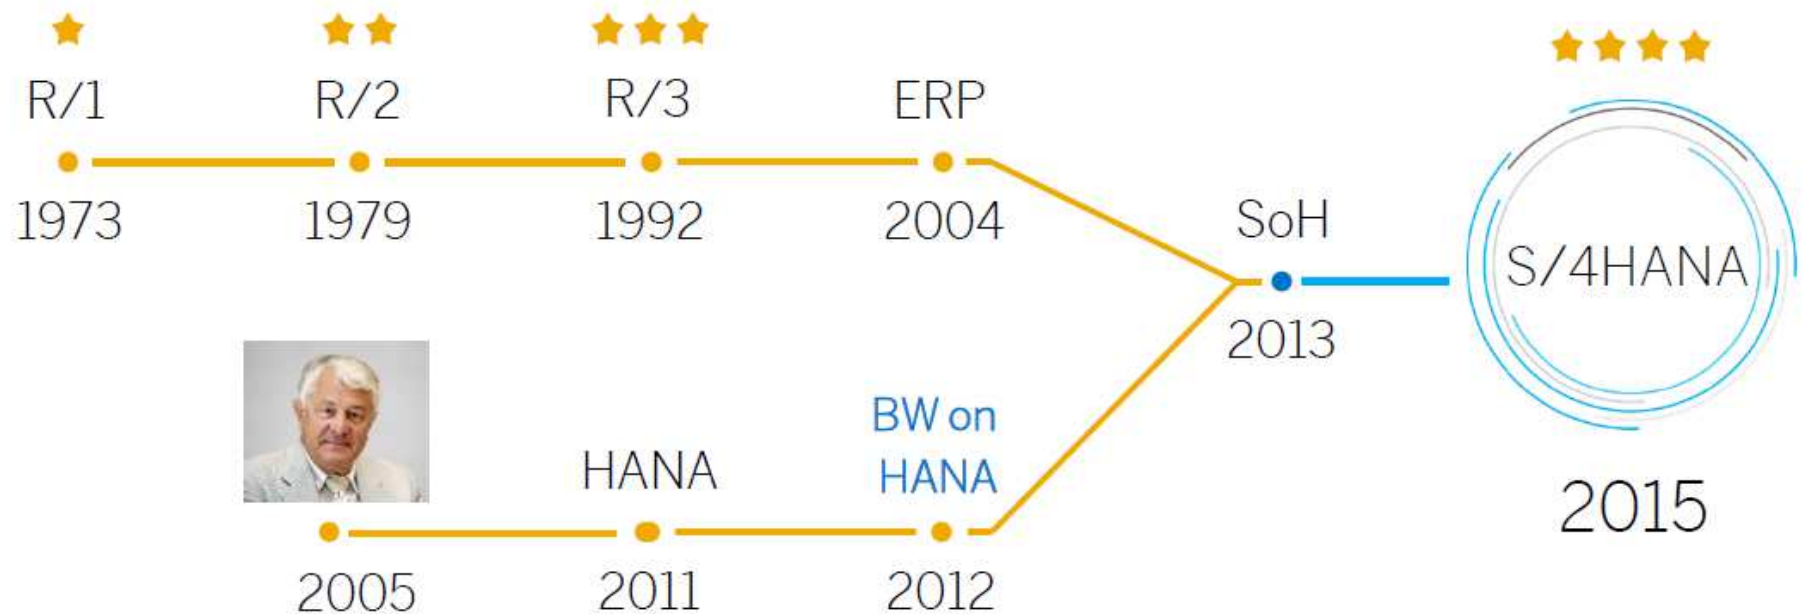 R/1
R/2
R/3
ERP
1973
1979
1992
2004
SoH
2013
S/4HANA
2015
HANA
BW on
HANA
2005
2011
2012